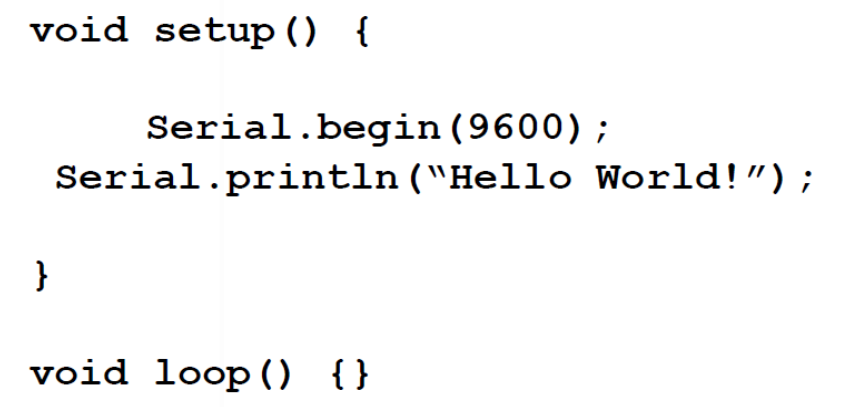 void setup() {
Serial.begin(9600);
Serial.println(“Hello World!”);
}
void loop() {}